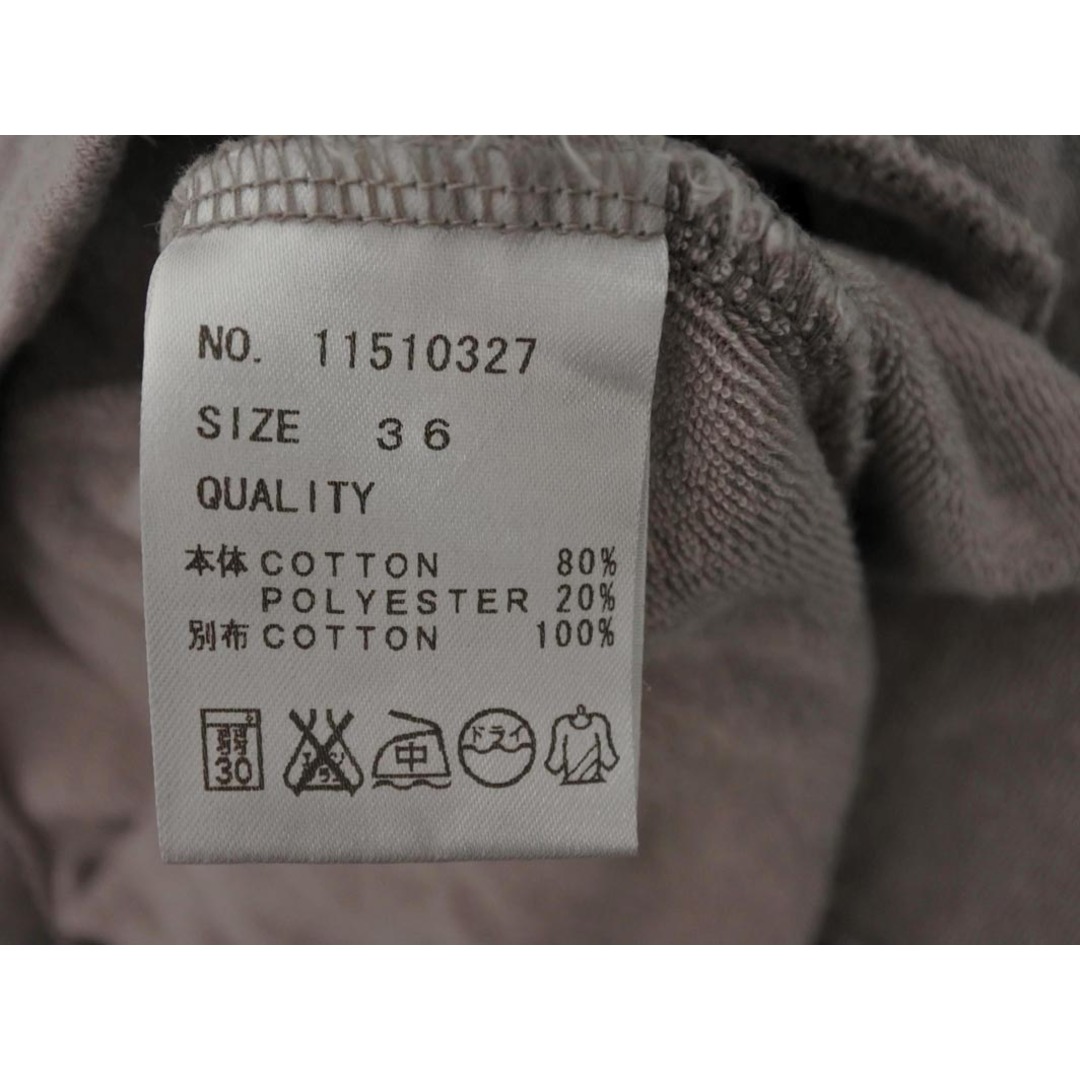 NO. 11510327
SIZE 36
QUALITY
本体 COTTON 80%
POLYESTER 20%
別布 COTTON 100%
弱 中 ドライ
30